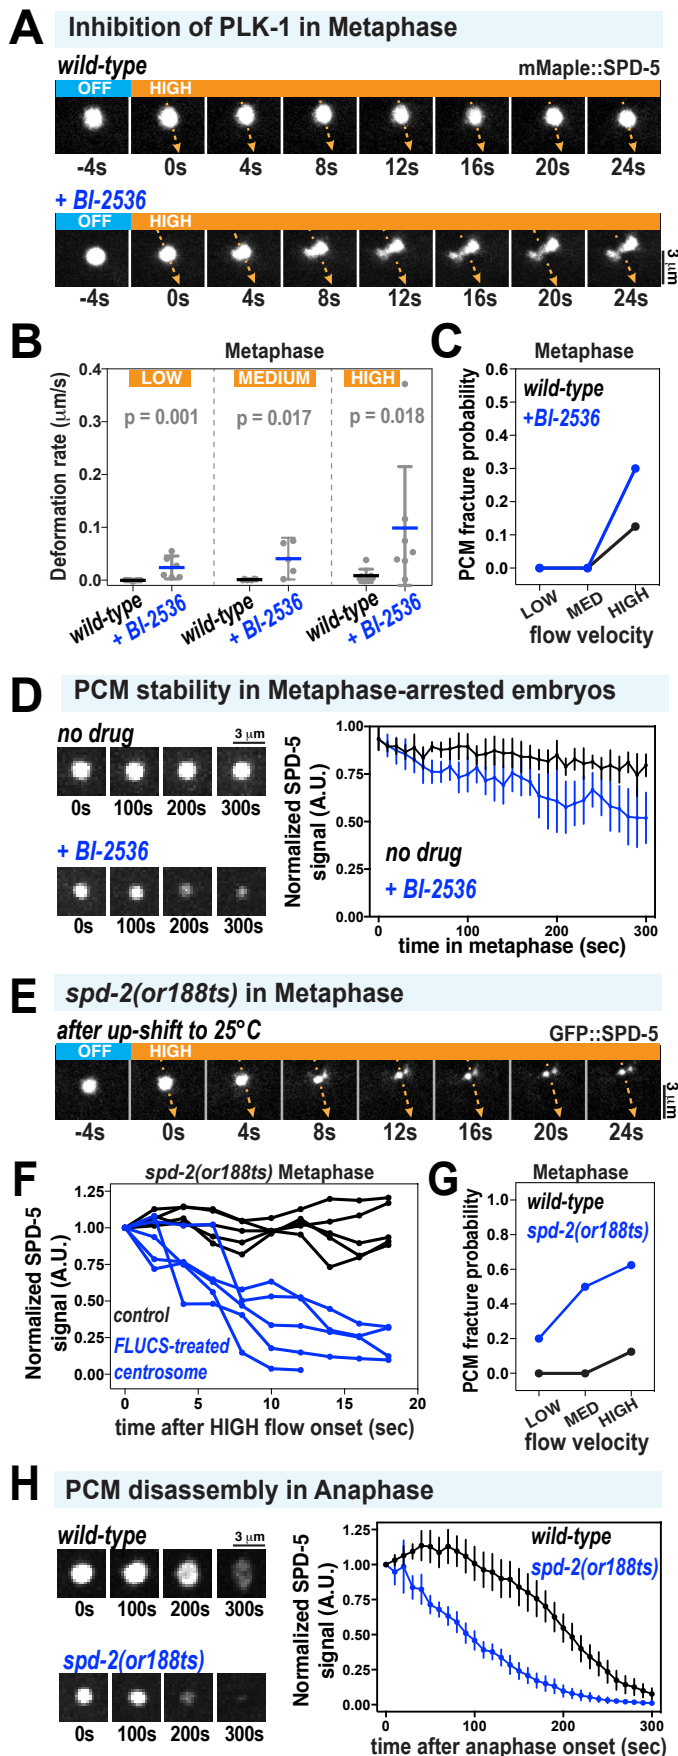 A Inhibition of PLK-1 in Metaphase
wild-type mMaple::SPD-5
OFF HIGH
-4s 0s 4s 8s 12s 16s 20s 24s
+ BI-2536
OFF HIGH
-4s 0s 4s 8s 12s 16s 20s 24s
3 μm
B Metaphase
LOW MEDIUM HIGH
p = 0.001 p = 0.017 p = 0.018
Deformation rate (μm/s)
0.4
0.3
0.2
0.1
0.0
wild-type + BI-2536 wild-type + BI-2536 wild-type + BI-2536
C Metaphase
wild-type
+BI-2536
PCM fracture probability
0.6
0.5
0.4
0.3
0.2
0.1
0.0
LOW MED HIGH
flow velocity
D PCM stability in Metaphase-arrested embryos
no drug 3 μm
0s 100s 200s 300s
+ BI-2536
0s 100s 200s 300s
Normalized SPD-5
signal (A.U.)
1.00
0.75
0.50
0.25
0.00
no drug
+ BI-2536
0 100 200 300
time in metaphase (sec)
E spd-2(or188ts) in Metaphase
after up-shift to 25°C GFP::SPD-5
OFF HIGH
-4s 0s 4s 8s 12s 16s 20s 24s
3 μm
F spd-2(or188ts) Metaphase
Normalized SPD-5
signal (A.U.)
1.25
1.00
0.75
0.50
0.25
0.00
control
FLUCS-treated
centrosome
0 5 10 15 20
time after HIGH flow onset (sec)
G Metaphase
wild-type
spd-2(or188ts)
PCM fracture probability
1.0
0.8
0.6
0.4
0.2
0.0
LOW MED HIGH
flow velocity
H PCM disassembly in Anaphase
wild-type 3 μm
0s 100s 200s 300s
spd-2(or188ts)
0s 100s 200s 300s
Normalized SPD-5
signal (A.U.)
1.25
1.00
0.75
0.50
0.25
0.00
wild-type
spd-2(or188ts)
0 100 200 300
time after anaphase onset (sec)